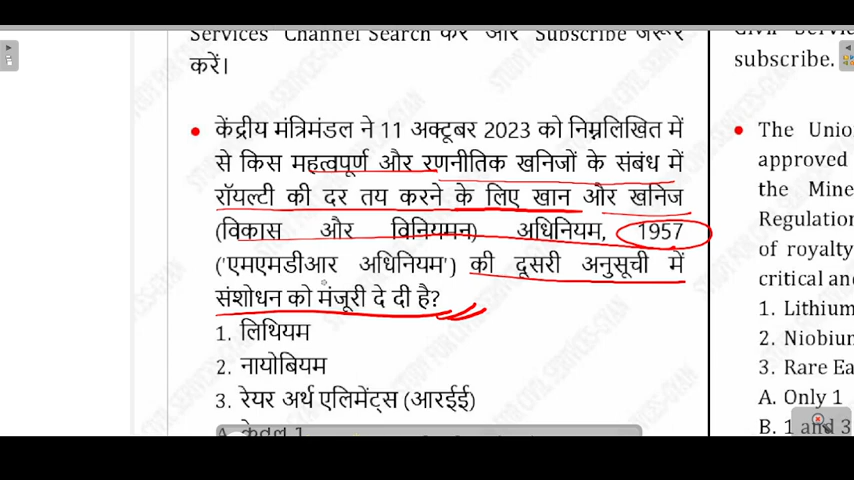 Services Channel Search करें और Subscribe जरूर
करें।
• केंद्रीय मंत्रिमंडल ने 11 अक्टूबर 2023 को निम्नलिखित में
से किस महत्वपूर्ण और रणनीतिक खनिजों के संबंध में
रॉयल्टी की दर तय करने के लिए खान और खनिज
(विकास और विनियमन) अधिनियम, 1957
('एमएमडीआर अधिनियम') की दूसरी अनुसूची में
संशोधन को मंजूरी दे दी है?
1. लिथियम
2. नायोबियम
3. रेयर अर्थ एलिमेंट्स (आरईई)
A. केवल 1
subscribe.
• The Unio
approved
the Mine
Regulation
of royalty
critical an
1. Lithium
2. Niobium
3. Rare Ea
A. Only 1
B. 1 and 3